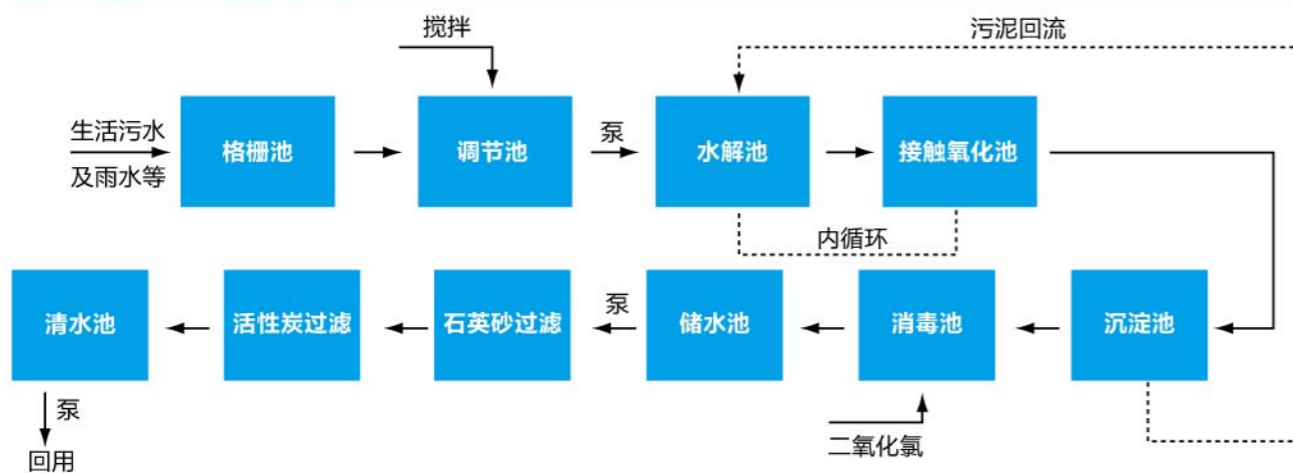 搅拌
污泥回流
生活污水
及雨水等
格栅池
调节池
泵
水解池
接触氧化池
内循环
清水池
活性炭过滤
石英砂过滤
泵
储水池
消毒池
沉淀池
泵
回用
二氧化氯